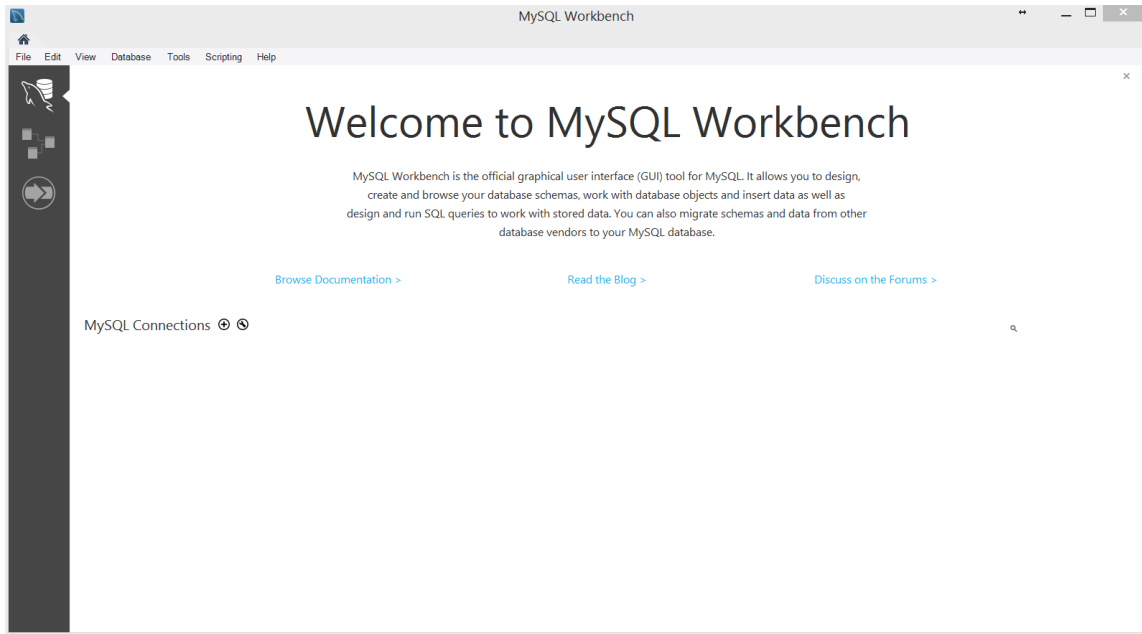 MySQL Workbench
File Edit View Database Tools Scripting Help
Welcome to MySQL Workbench
MySQL Workbench is the official graphical user interface (GUI) tool for MySQL. It allows you to design,
create and browse your database schemas, work with database objects and insert data as well as
design and run SQL queries to work with stored data. You can also migrate schemas and data from other
database vendors to your MySQL database.
Browse Documentation > Read the Blog > Discuss on the Forums >
MySQL Connections